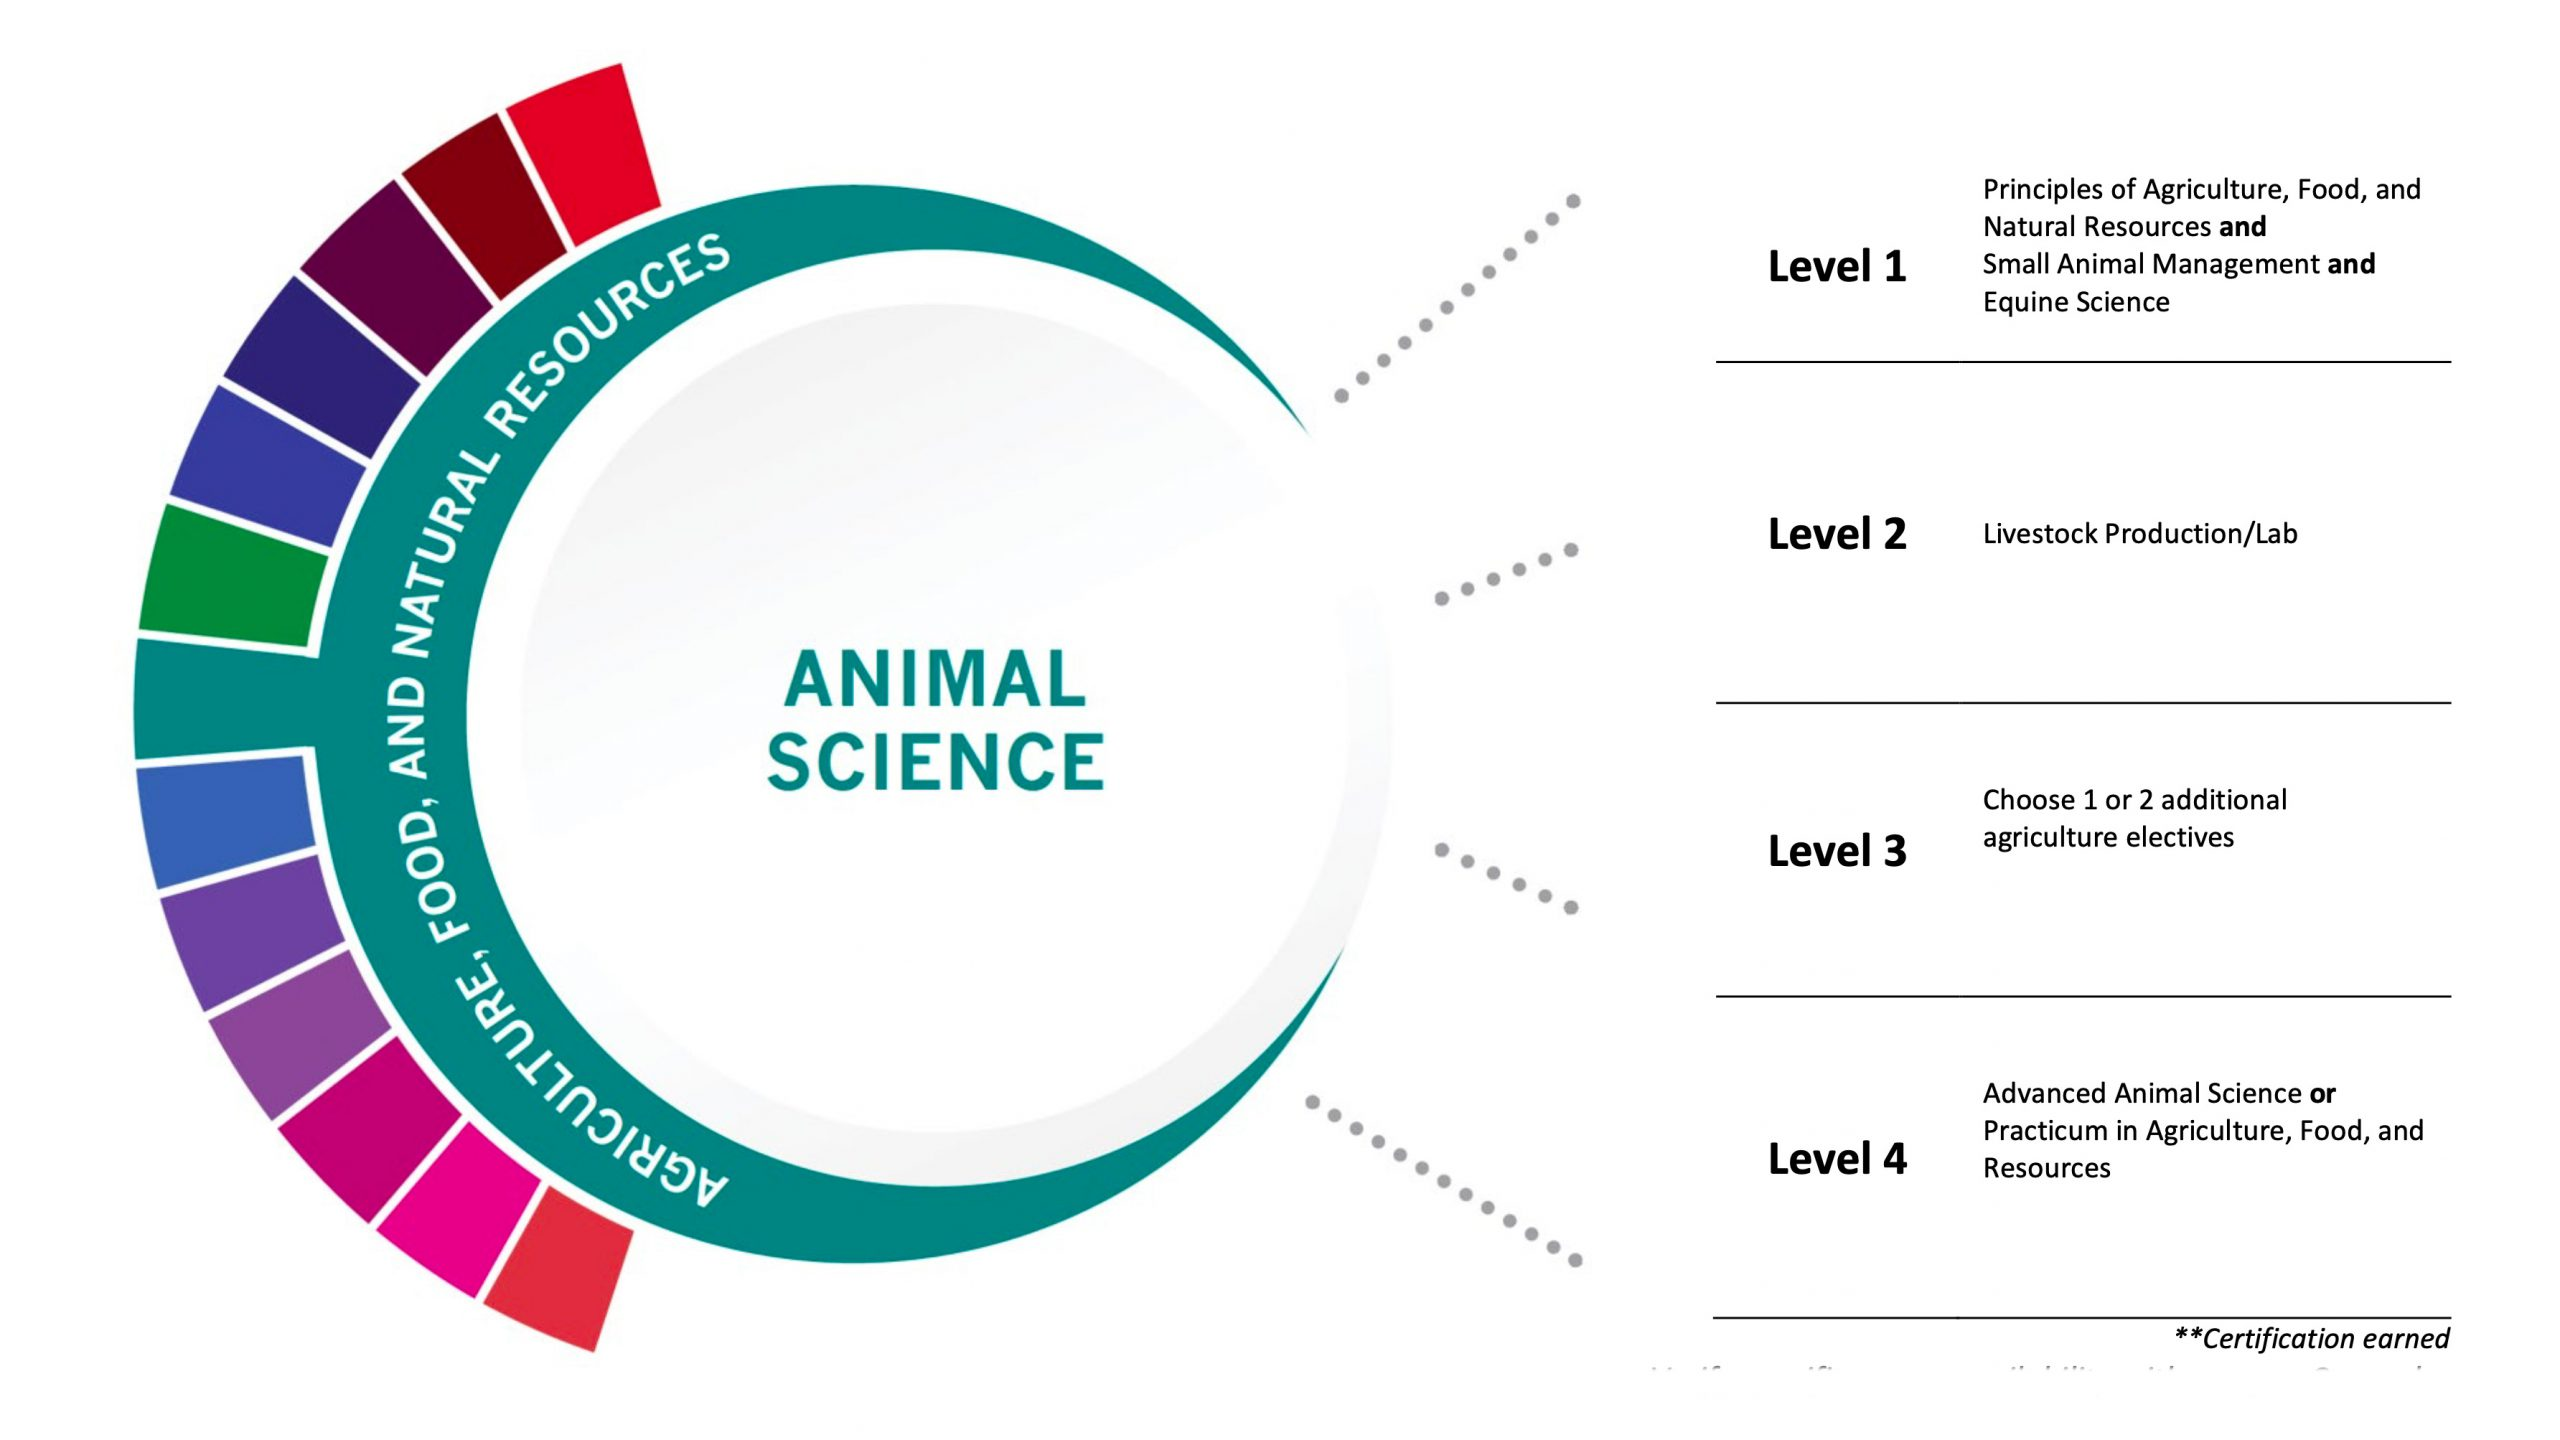 AGRICULTURE, FOOD, AND NATURAL RESOURCES
ANIMAL
SCIENCE
Level 1
Principles of Agriculture, Food, and
Natural Resources and
Small Animal Management and
Equine Science
Level 2
Livestock Production/Lab
Level 3
Choose 1 or 2 additional
agriculture electives
Level 4
Advanced Animal Science or
Practicum in Agriculture, Food, and
Resources
**Certification earned